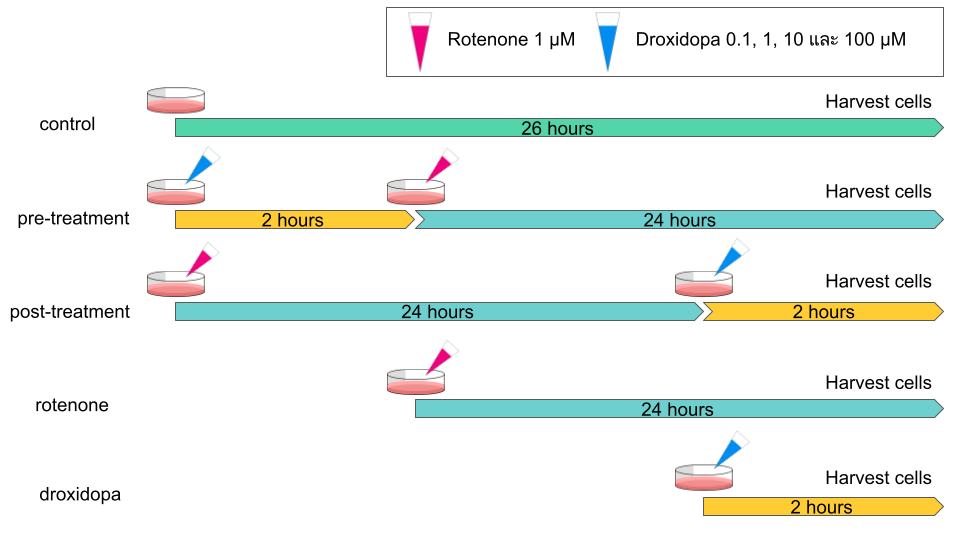 Rotenone 1 µM
Droxidopa 0.1, 1, 10 และ 100 µM
control
Harvest cells
26 hours
pre-treatment
Harvest cells
2 hours
24 hours
post-treatment
Harvest cells
24 hours
2 hours
rotenone
Harvest cells
24 hours
droxidopa
Harvest cells
2 hours